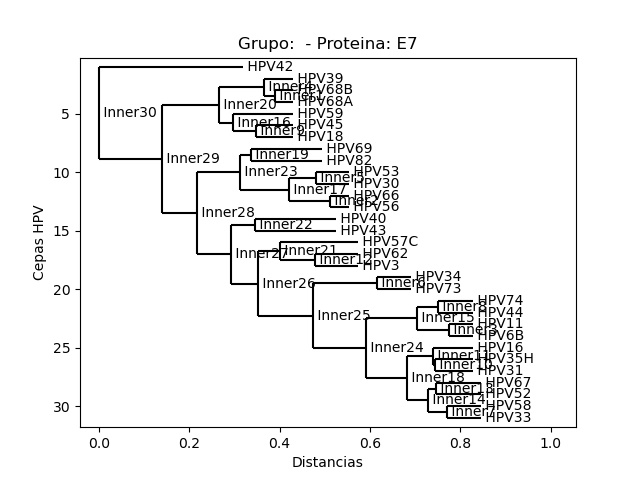 Grupo:  - Proteina: E7
HPV42
HPV39
HPV68B
HPV68A
Inner20
HPV59
Inner30
Inner16
HPV45
HPV18
HPV69
Inner19
Inner29
HPV82
HPV53
Inner23
HPV30
Inner17
HPV66
HPV56
Inner28
HPV40
Inner22
HPV43
HPV57C
Inner21
HPV62
HPV3
HPV34
Inner26
HPV73
HPV74
HPV44
Inner25
Inner15
HPV11
HPV6B
HPV16
Inner24
HPV35H
HPV31
Inner18
HPV67
HPV52
Inner14
HPV58
HPV33
5
10
15
20
25
30
Cepas HPV
0.0
0.2
0.4
0.6
0.8
1.0
Distancias